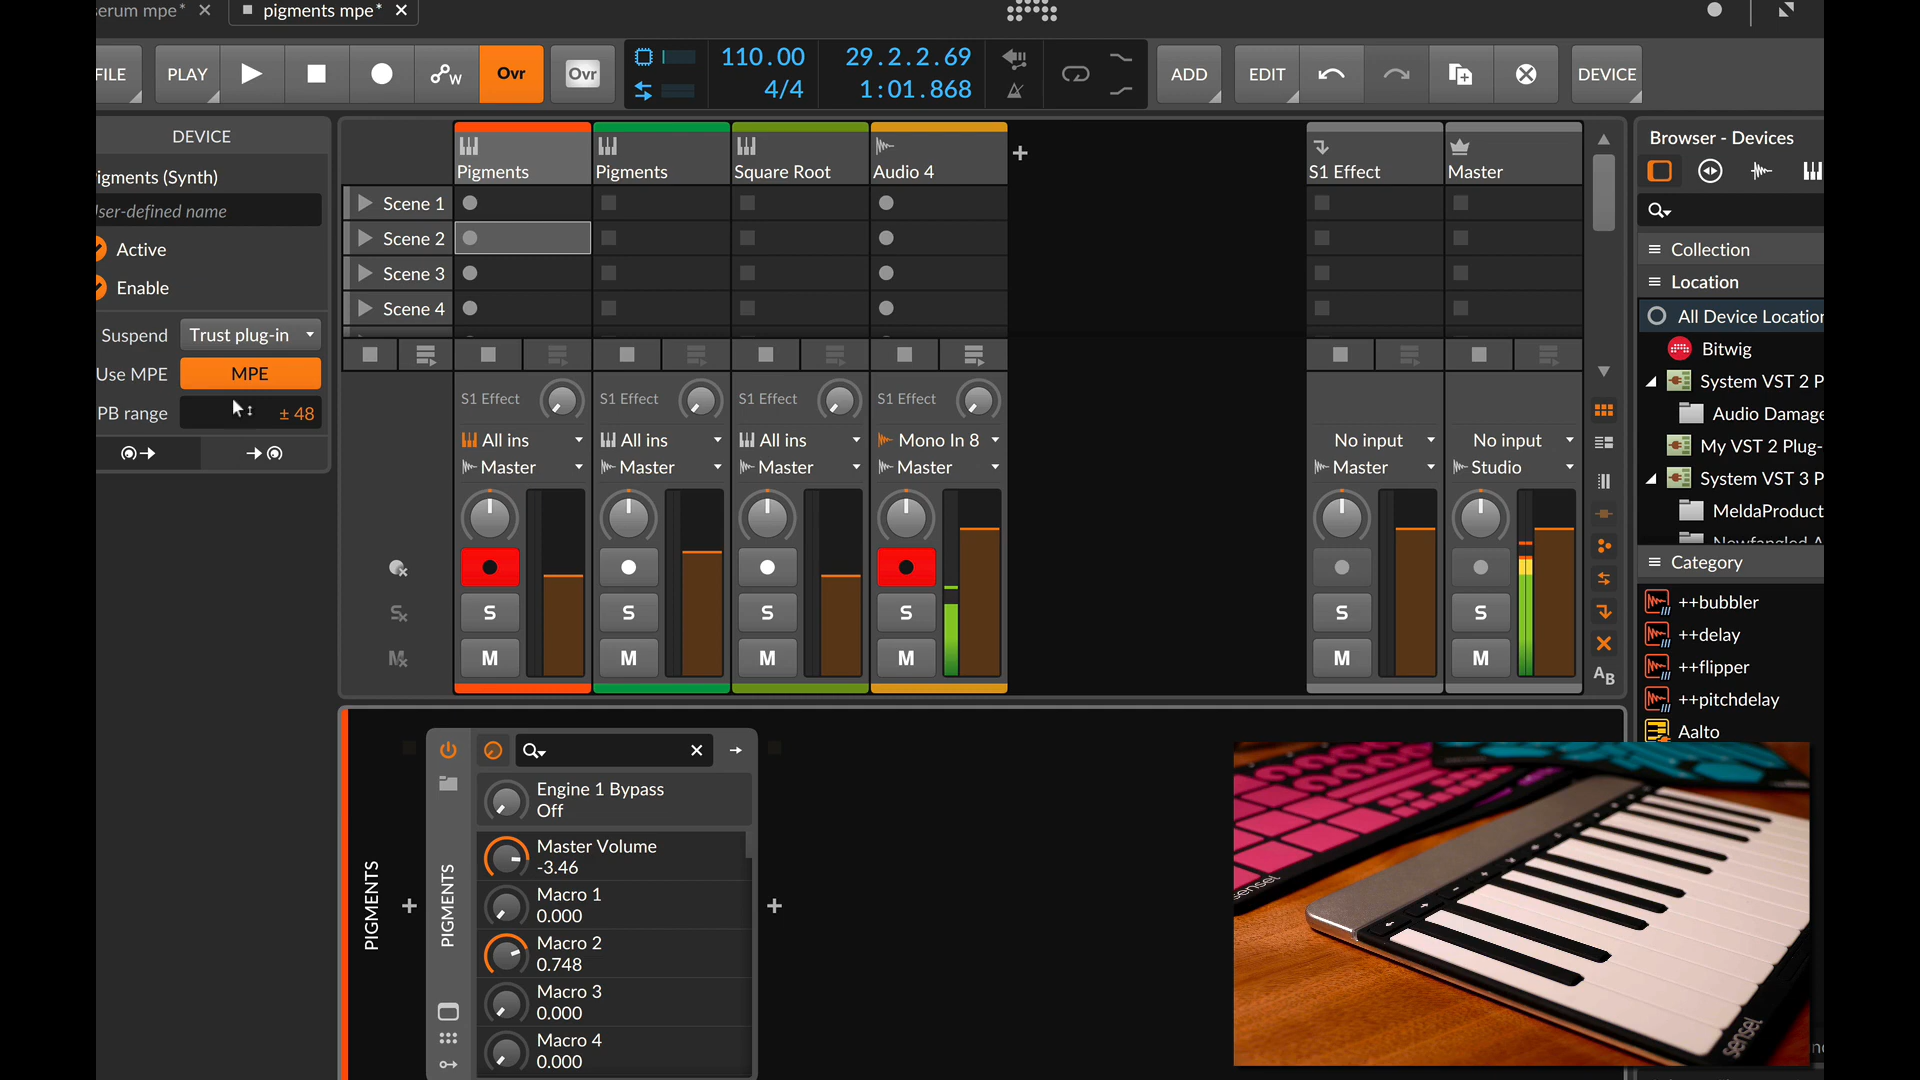 serum mpe*
pigments mpe*
FILE
PLAY
Ovr
Ovr
110.00
4/4
29.2.2.69
1:01.868
ADD
EDIT
DEVICE
DEVICE
igments (Synth)
ser-defined name
Active
Enable
Suspend
Trust plug-in
Use MPE
MPE
PB range
± 48
Pigments
Pigments
Square Root
Audio 4
S1 Effect
Master
Scene 1
Scene 2
Scene 3
Scene 4
S1 Effect
S1 Effect
S1 Effect
S1 Effect
All ins
All ins
All ins
Mono In 8
No input
No input
Master
Master
Master
Master
Master
Studio
S
S
S
S
S
S
M
M
M
M
M
M
AB
Browser - Devices
Collection
Location
All Device Location
Bitwig
System VST 2 P
Audio Damage
My VST 2 Plug-
System VST 3 P
MeldaProduct
Newfangled A
Category
++bubbler
++delay
++flipper
++pitchdelay
Aalto
PIGMENTS
PIGMENTS
Engine 1 Bypass
Off
Master Volume
-3.46
Macro 1
0.000
Macro 2
0.748
Macro 3
0.000
Macro 4
0.000
sensel
sensel